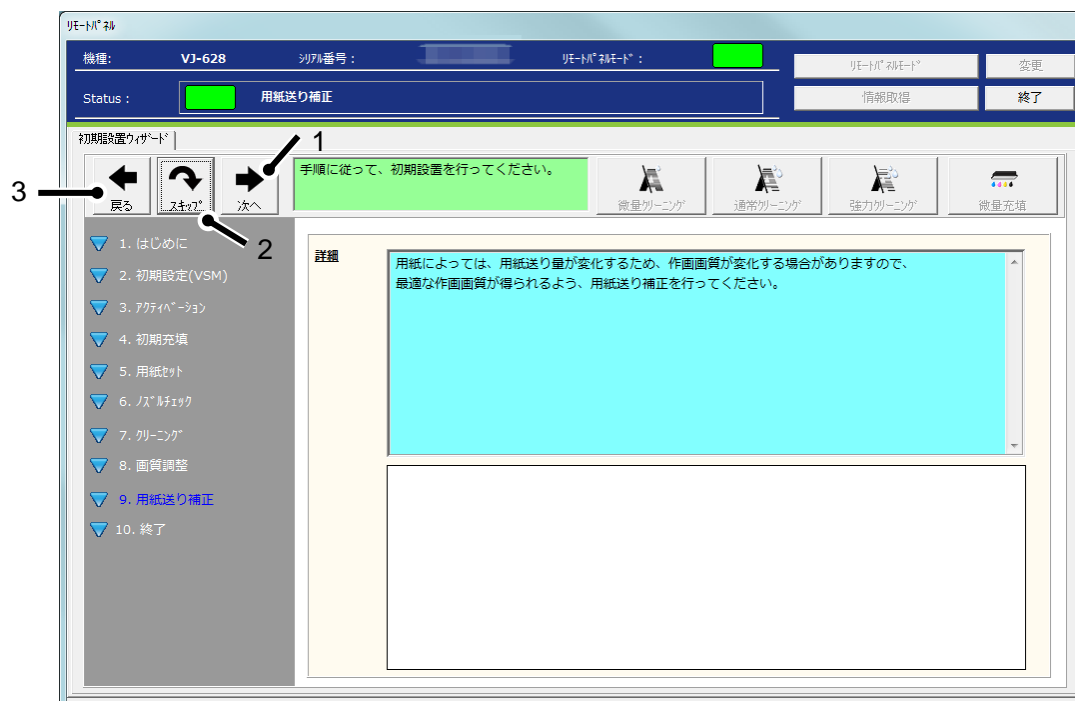 ﾘﾓｰﾄﾊﾟﾈﾙ
機種: VJ-628 ｼﾘｱﾙ番号： ﾘﾓｰﾄﾊﾟﾈﾙﾓｰﾄﾞ：
ﾘﾓｰﾄﾊﾟﾈﾙﾓｰﾄﾞ 変更
Status： 用紙送り補正
情報取得 終了
初期設置ｳｨｻﾞｰﾄﾞ
1
2
3
戻る ｽｷｯﾌﾟ 次へ
手順に従って、初期設置を行ってください。
微量ｸﾘｰﾆﾝｸﾞ 通常ｸﾘｰﾆﾝｸﾞ 強力ｸﾘｰﾆﾝｸﾞ 微量充填
1. はじめに
2. 初期設定(VSM)
3. ｱｸﾃｨﾍﾞｰｼｮﾝ
4. 初期充填
5. 用紙ｾｯﾄ
6. ﾉｽﾞﾙﾁｪｯｸ
7. ｸﾘｰﾆﾝｸﾞ
8. 画質調整
9. 用紙送り補正
10. 終了
詳細
用紙によっては、用紙送り量が変化するため、作画画質が変化する場合がありますので、
最適な作画画質が得られるよう、用紙送り補正を行ってください。